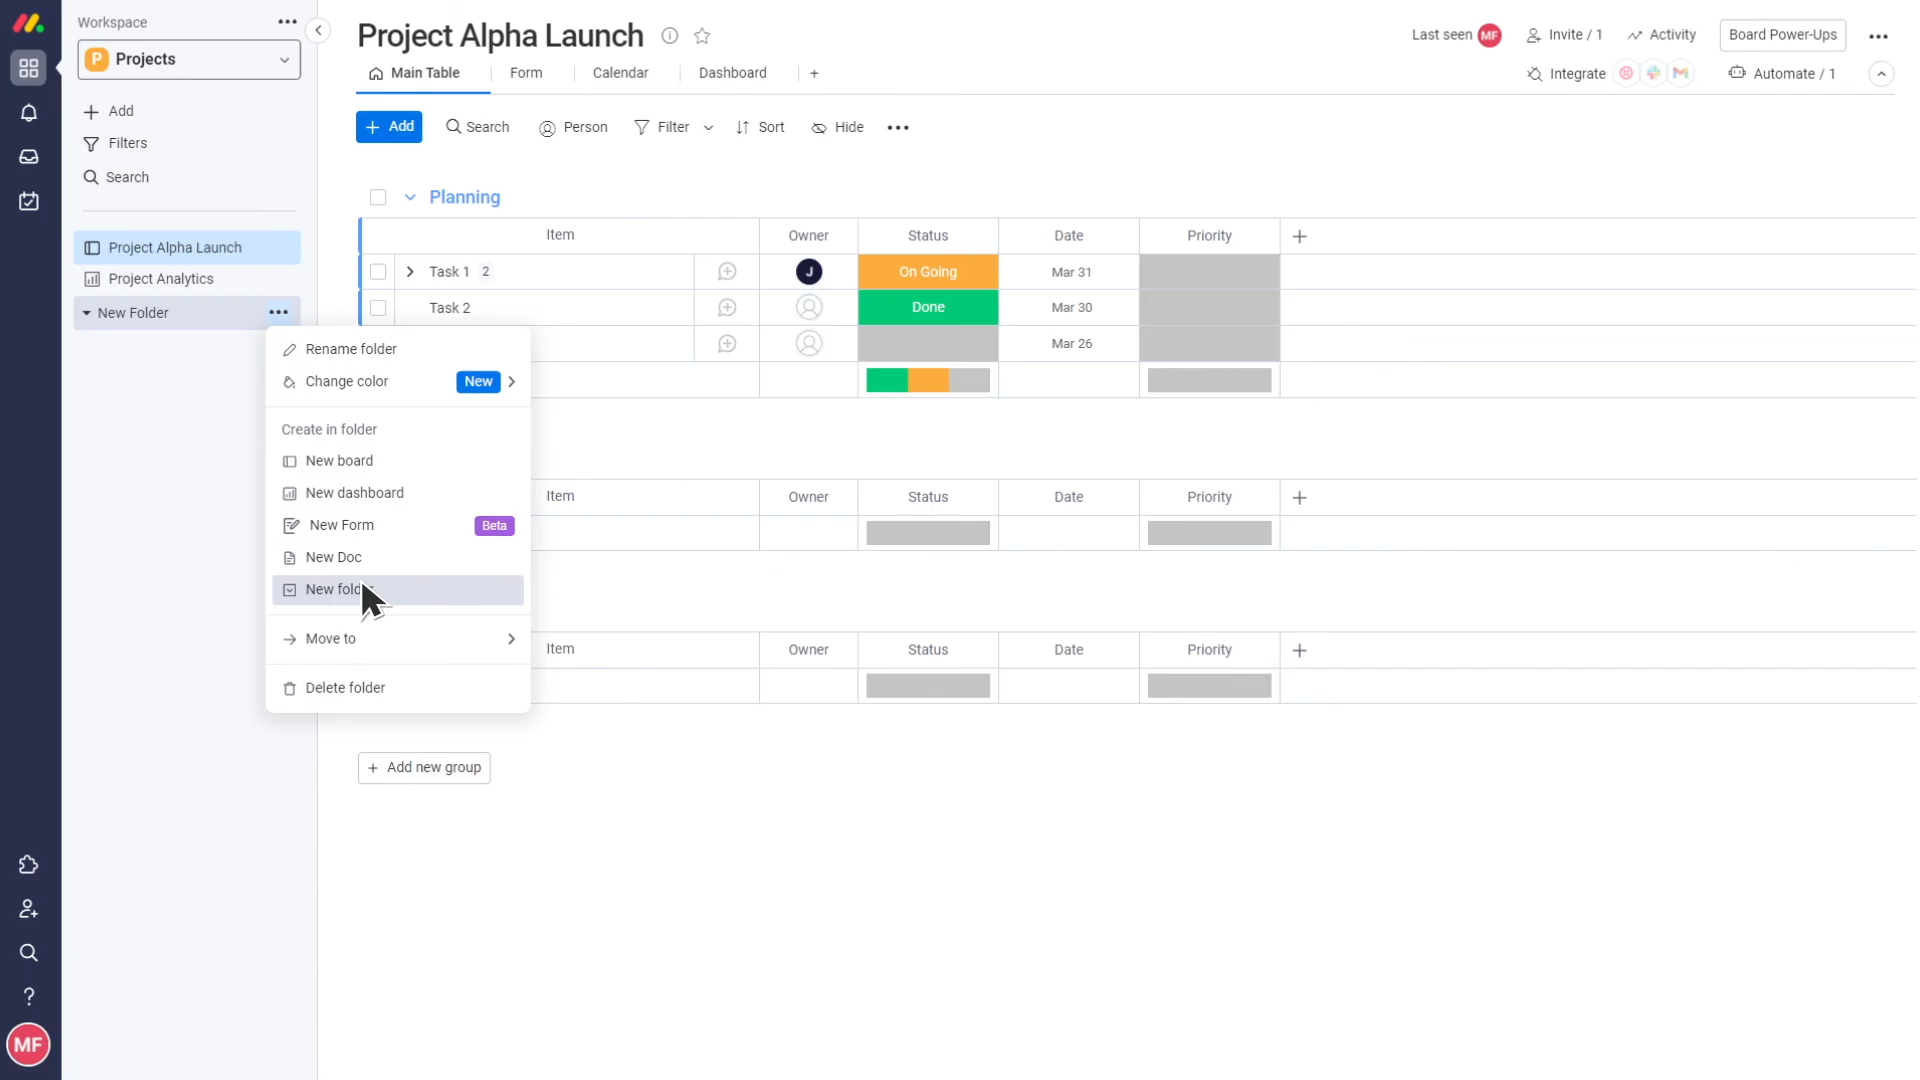 Workspace
P Projects
Add
Filters
Search
Project Alpha Launch
Project Analytics
New Folder
Project Alpha Launch
Last seen MF
Invite / 1
Activity
Board Power-Ups
Main Table
Form
Calendar
Dashboard
Integrate
Automate / 1
Add
Search
Person
Filter
Sort
Hide
Planning
Item Owner Status Date Priority
Task 1 2 J On Going Mar 31
Task 2 Done Mar 30
Mar 26
Rename folder
Change color New
Create in folder
New board
New dashboard
New Form Beta
New Doc
New
Move to
Delete folder
Item Owner Status Date Priority
Item Owner Status Date Priority
Add new group
?
MF